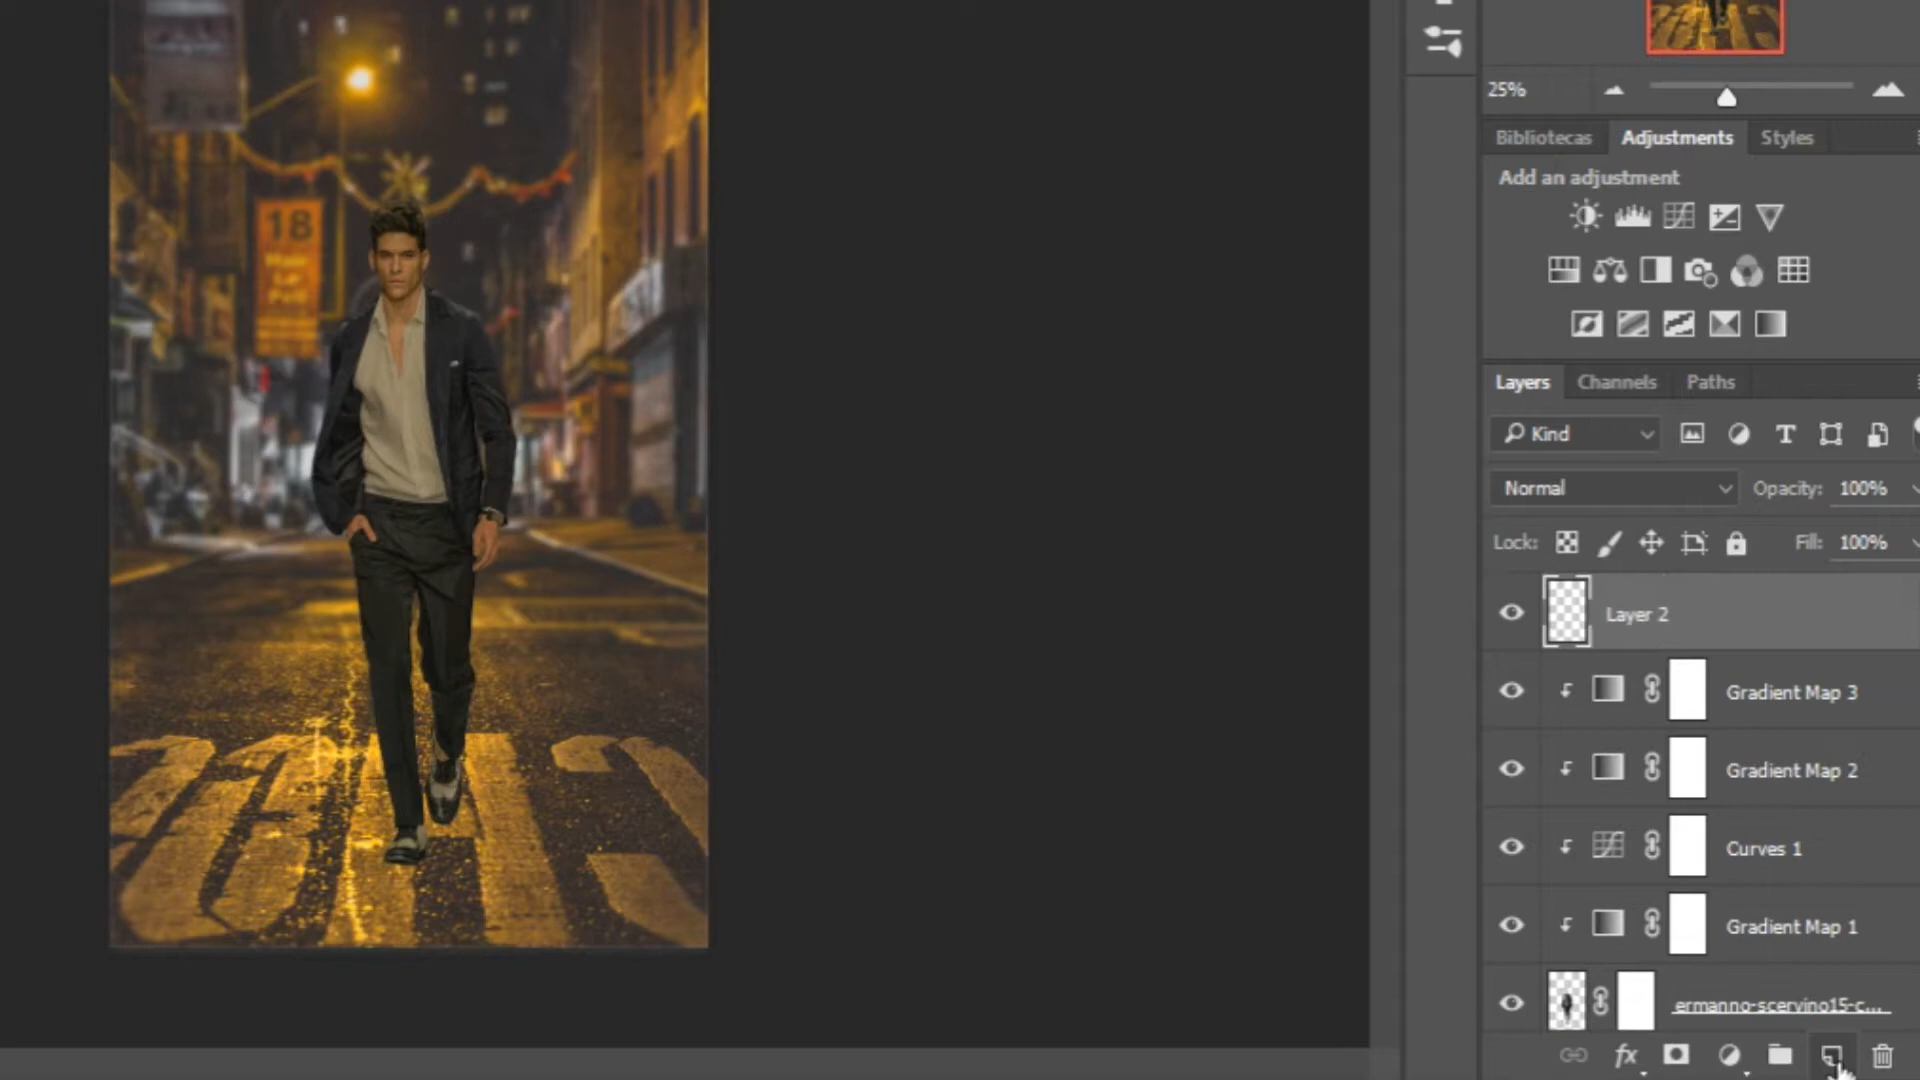 25%
Bibliotecas Adjustments Styles
Add an adjustment
Layers Channels Paths
Kind
Normal Opacity: 100%
Lock: Fill: 100%
Layer 2
Gradient Map 3
Gradient Map 2
Curves 1
Gradient Map 1
ermanno-scervino15-c...
fx
18